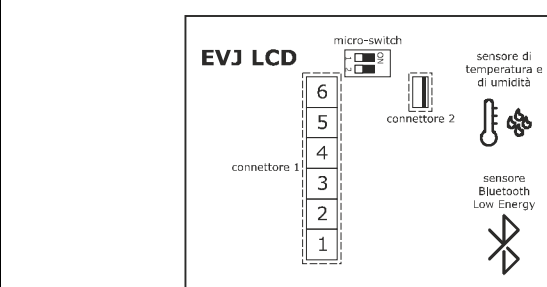 micro-switch
EVJ LCD
1
2
ON
sensore di
temperatura e
di umidità
6
5
4
3
2
1
connettore 2
connettore 1
sensore
Bluetooth
Low Energy